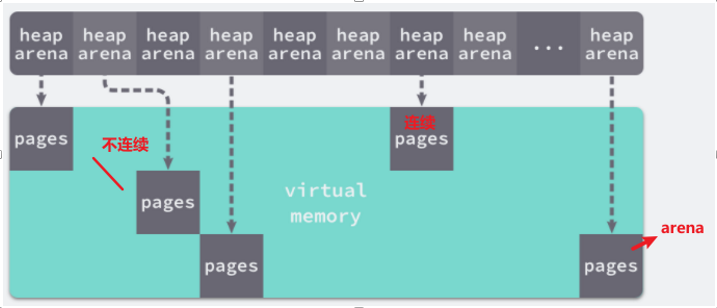 heap heap heap heap heap heap heap heap ... heap
arena arena arena arena arena arena arena arena arena
连续
pages
不连续
pages
pages
virtual
memory
arena
pages
pages